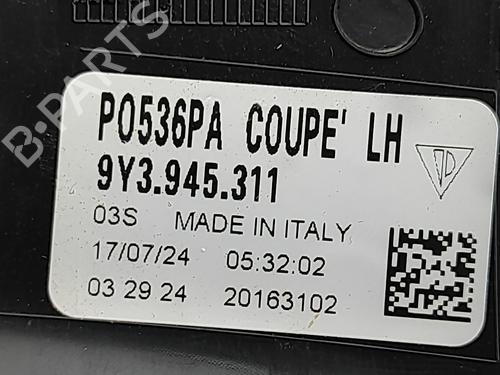 B-PARTS
PO536PA COUPE' LH
9Y3.945.311
03S MADE IN ITALY
17/07/24 05:32:02
03 29 24 20163102